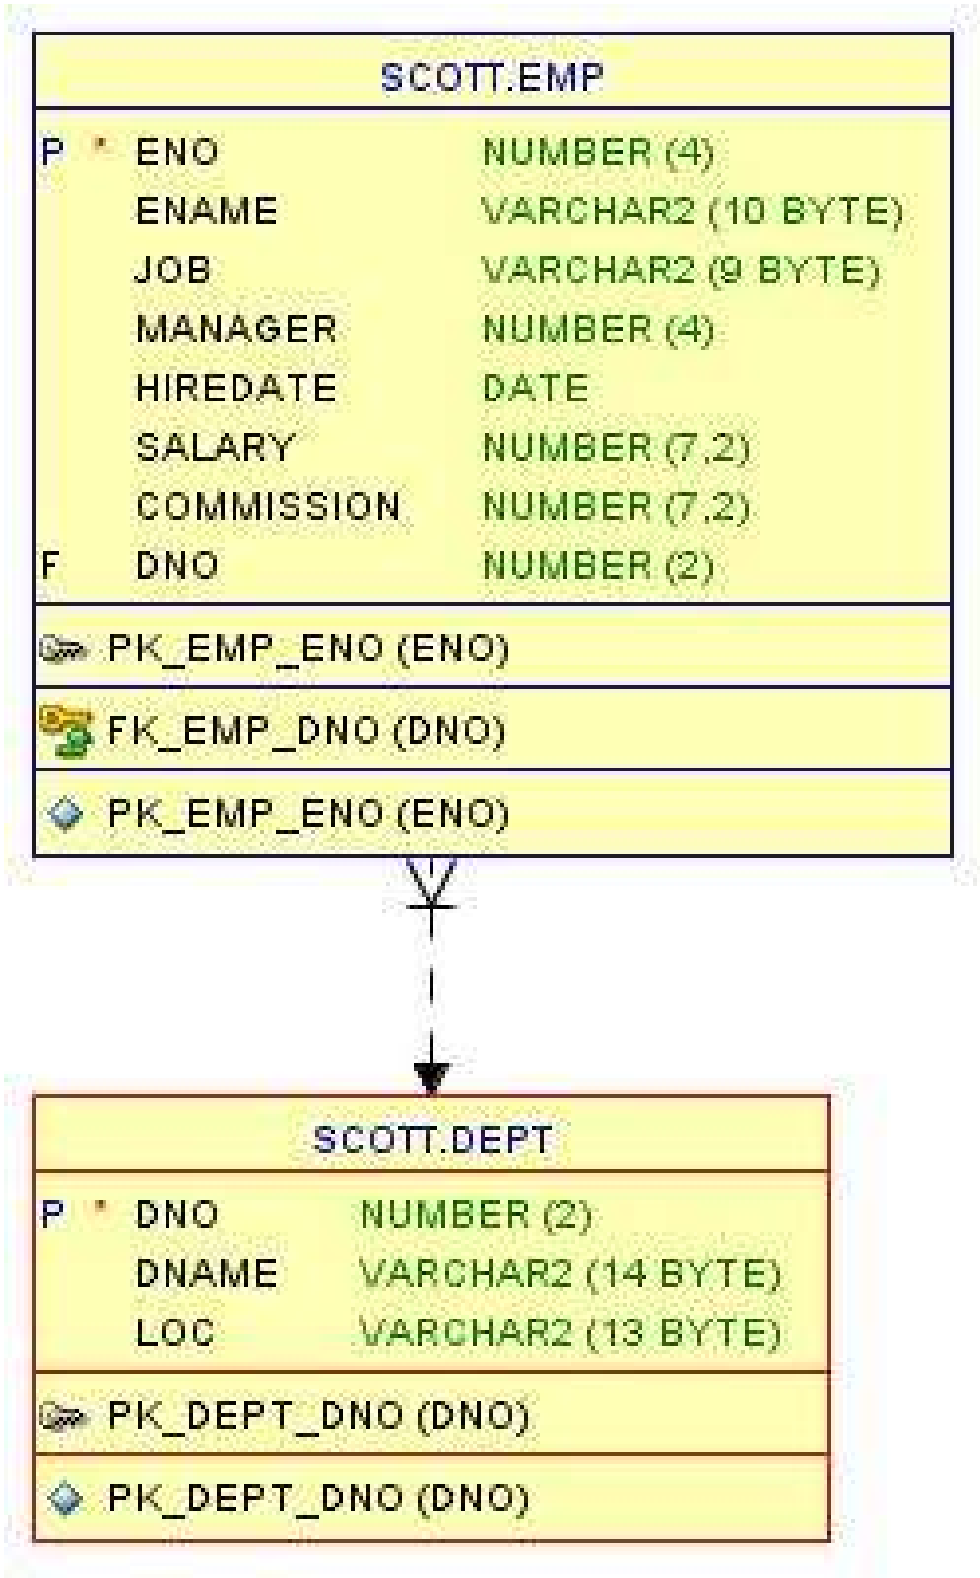 SCOTT.EMP
P * ENO NUMBER (4)
ENAME VARCHAR2 (10 BYTE)
JOB VARCHAR2 (9 BYTE)
MANAGER NUMBER (4)
HIREDATE DATE
SALARY NUMBER (7,2)
COMMISSION NUMBER (7,2)
F DNO NUMBER (2)
PK_EMP_ENO (ENO)
FK_EMP_DNO (DNO)
PK_EMP_ENO (ENO)
SCOTT.DEPT
P * DNO NUMBER (2)
DNAME VARCHAR2 (14 BYTE)
LOC VARCHAR2 (13 BYTE)
PK_DEPT_DNO (DNO)
PK_DEPT_DNO (DNO)